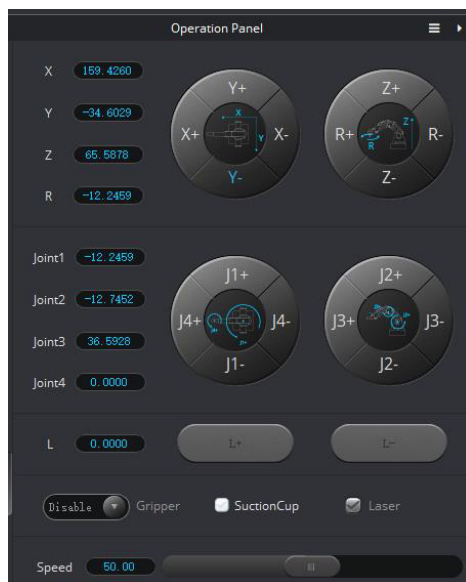 Operation Panel
X 159.4260
Y -34.6029
Z 65.5878
R -12.2459
Y+
X+ X Y X-
Y-
Z+
R+ Z+ R R-
Z-
Joint1 -12.2459
Joint2 -12.7452
Joint3 36.5928
Joint4 0.0000
J1+
J4+ J4-
J1-
J2+
J3+ J3-
J2-
L 0.0000 L+ L-
Disable Gripper SuctionCup Laser
Speed 50.00